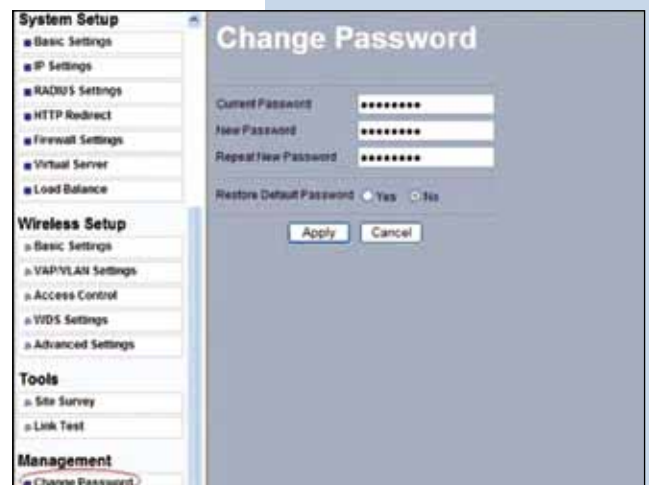 System Setup
Basic Settings
IP Settings
RADIUS Settings
HTTP Redirect
Firewall Settings
Virtual Server
Load Balance
Wireless Setup
Basic Settings
VAP/VLAN Settings
Access Control
WDS Settings
Advanced Settings
Tools
Site Survey
Link Test
Management
Change Password
Change Password
Current Password ••••••••
New Password ••••••••
Repeat New Password ••••••••
Restore Default Password Yes No
Apply Cancel